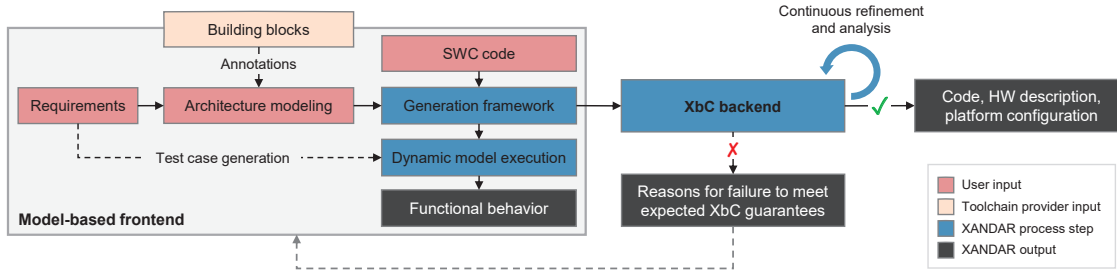 Continuous refinement
and analysis
Building blocks
Annotations
SWC code
Requirements
Architecture modeling
Generation framework
XbC backend
✓
Code, HW description,
platform configuration
Test case generation
Dynamic model execution
✗
Functional behavior
Model-based frontend
Reasons for failure to meet
expected XbC guarantees
User input
Toolchain provider input
XANDAR process step
XANDAR output